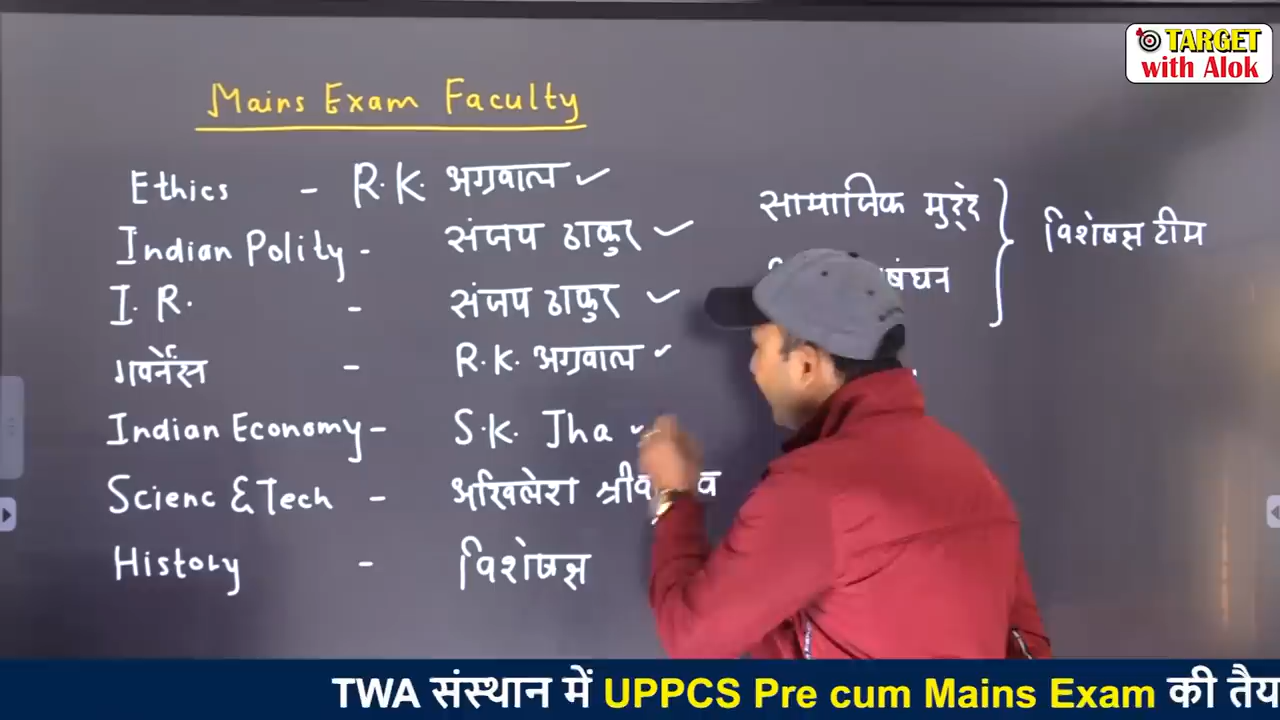 TARGET
with Alok
Mains Exam Faculty
Ethics - R.K. अग्रवाल ✓
Indian Polity - संजय ठाकुर ✓
I.R. - संजय ठाकुर ✓
गवर्नेंस - R.K. अग्रवाल ✓
Indian Economy - S.K. Jha ✓
Scienc & Tech - अखिलेश
History - विशेषज्ञ
सामाजिक मुद्दे } विशेषज्ञ टीम
TWA संस्थान में UPPCS Pre cum Mains Exam की